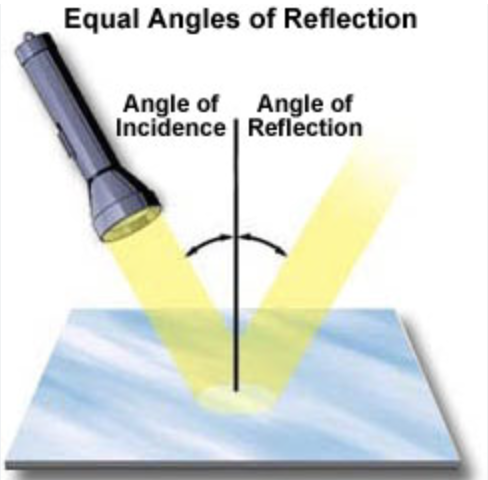 Equal Angles of Reflection
Angle of
Incidence
Angle of
Reflection